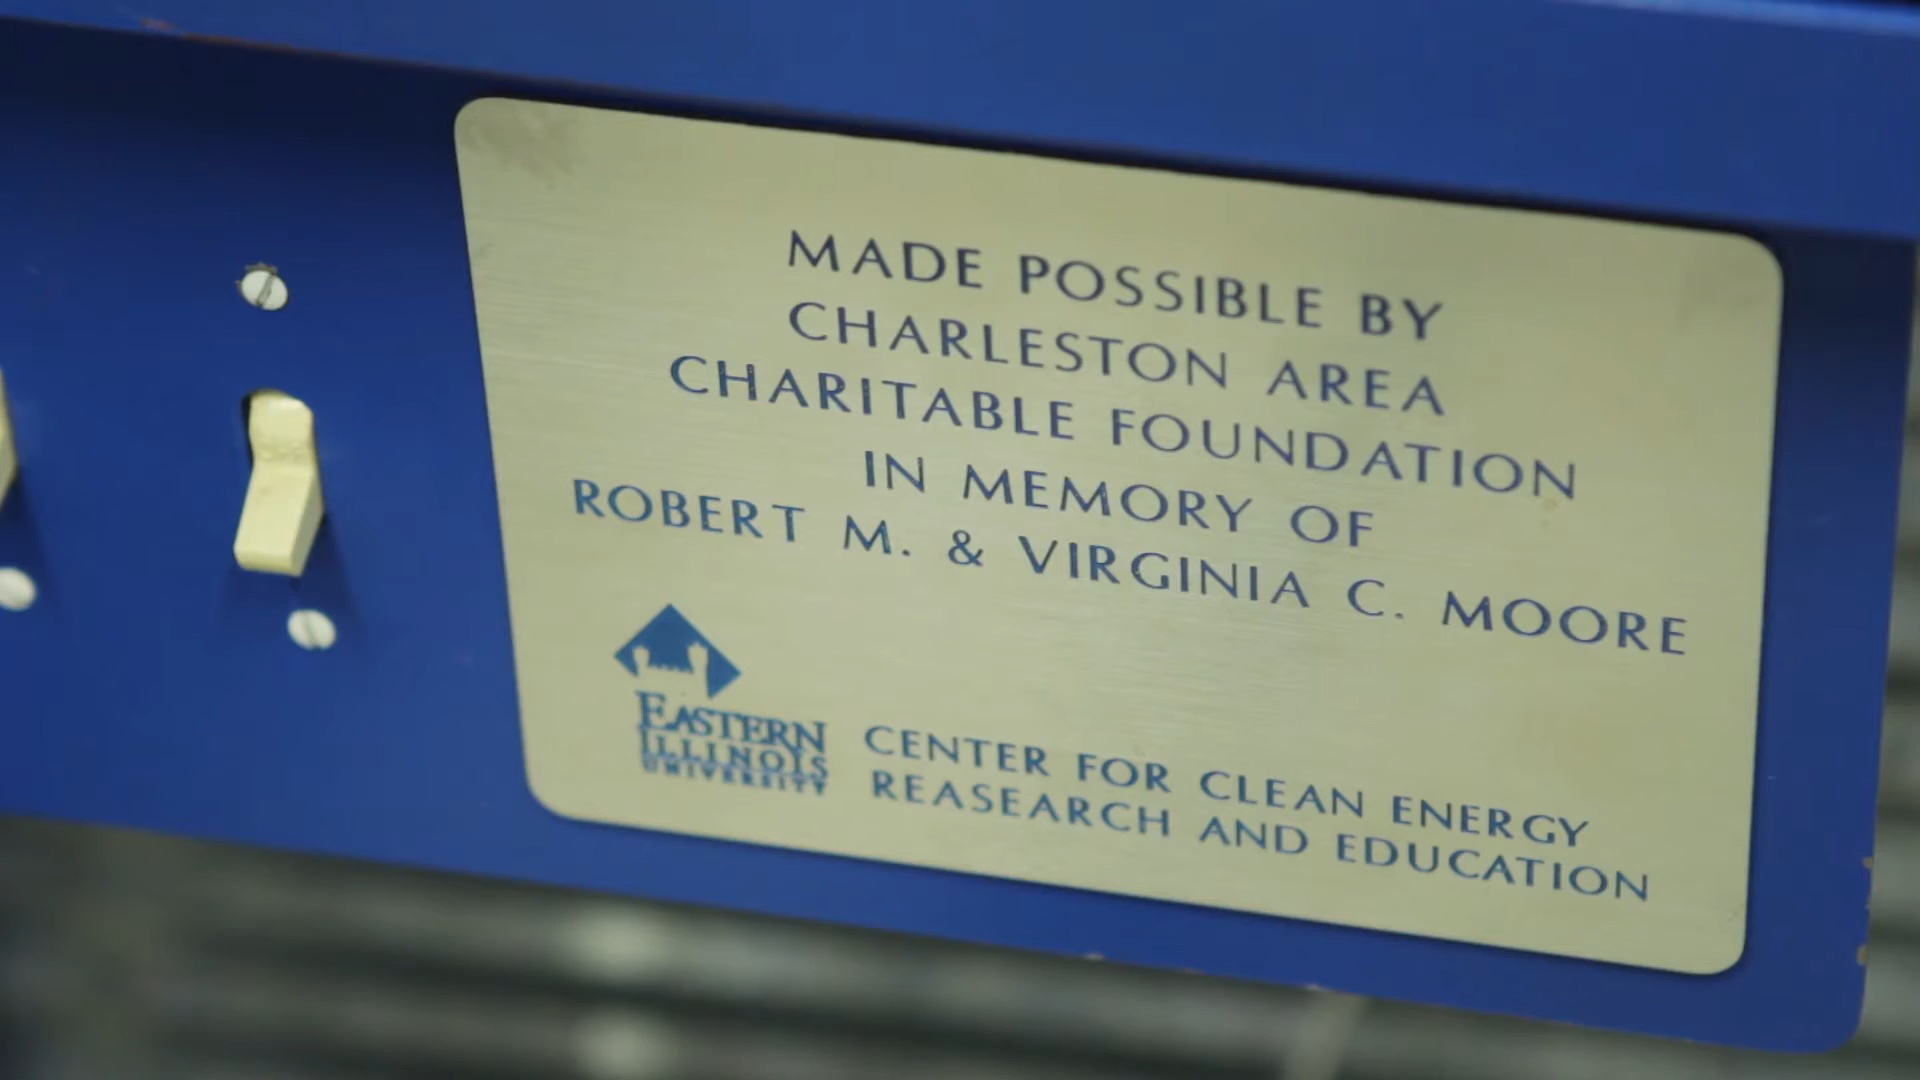 MADE POSSIBLE BY
CHARLESTON AREA
CHARITABLE FOUNDATION
IN MEMORY OF
ROBERT M. & VIRGINIA C. MOORE
EASTERN
ILLINOIS
UNIVERSITY
CENTER FOR CLEAN ENERGY
REASEARCH AND EDUCATION